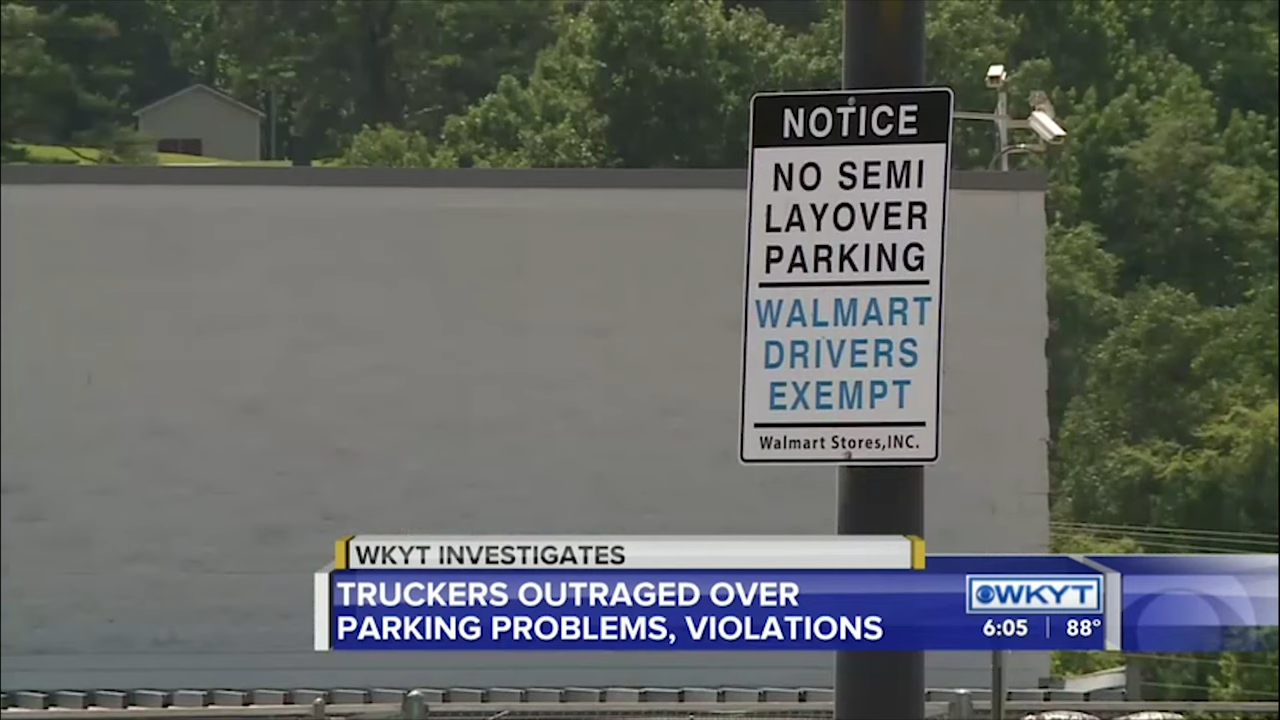 NOTICE
NO SEMI
LAYOVER
PARKING
WALMART
DRIVERS
EXEMPT
Walmart Stores,INC.
WKYT INVESTIGATES
TRUCKERS OUTRAGED OVER
PARKING PROBLEMS, VIOLATIONS
WKYT
6:05 | 88°